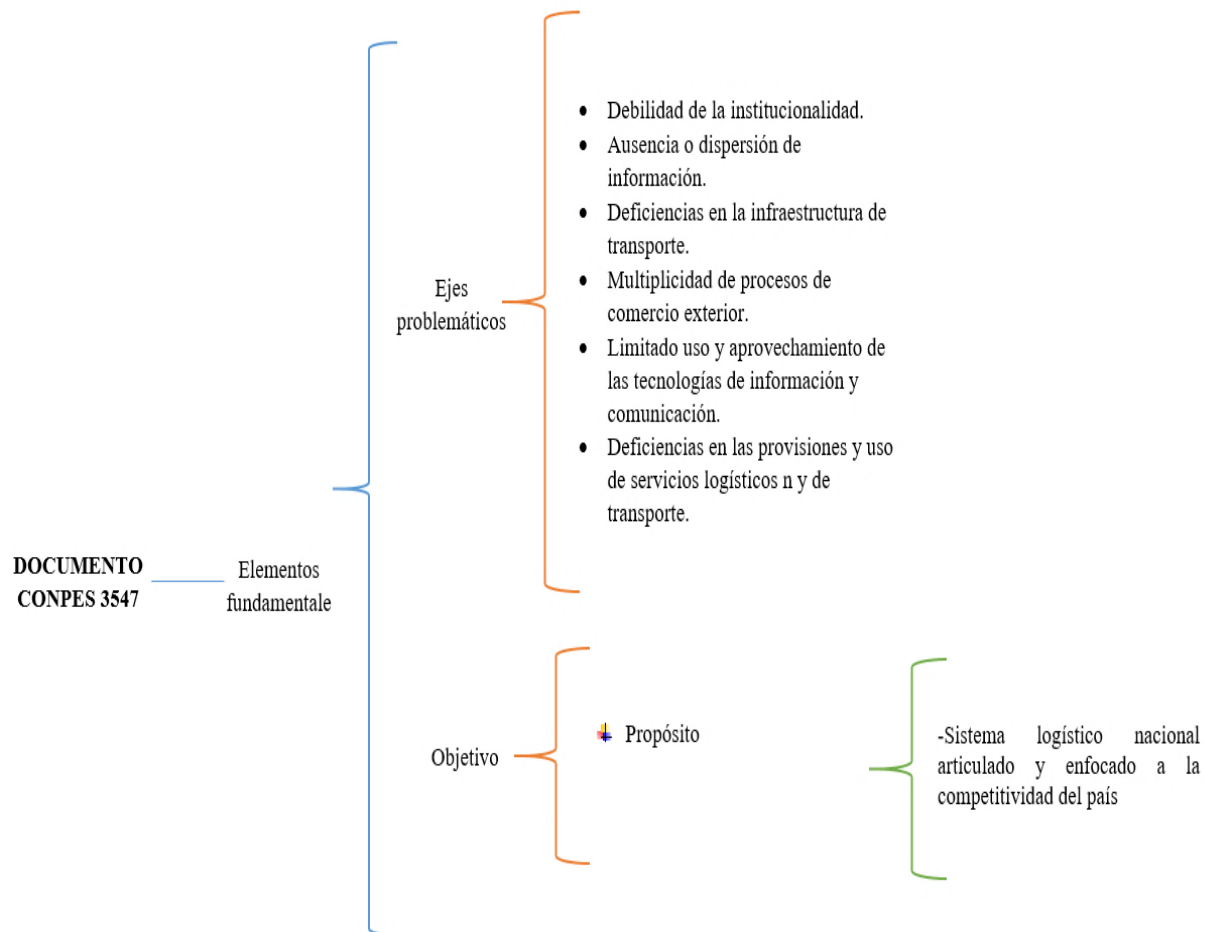 DOCUMENTO
CONPES 3547
Elementos
fundamentale
Ejes
problemáticos
• Debilidad de la institucionalidad.
• Ausencia o dispersión de
información.
• Deficiencias en la infraestructura de
transporte.
• Multiplicidad de procesos de
comercio exterior.
• Limitado uso y aprovechamiento de
las tecnologías de información y
comunicación.
• Deficiencias en las provisiones y uso
de servicios logísticos n y de
transporte.
Objetivo
Propósito
-Sistema logístico nacional
articulado y enfocado a la
competitividad del país